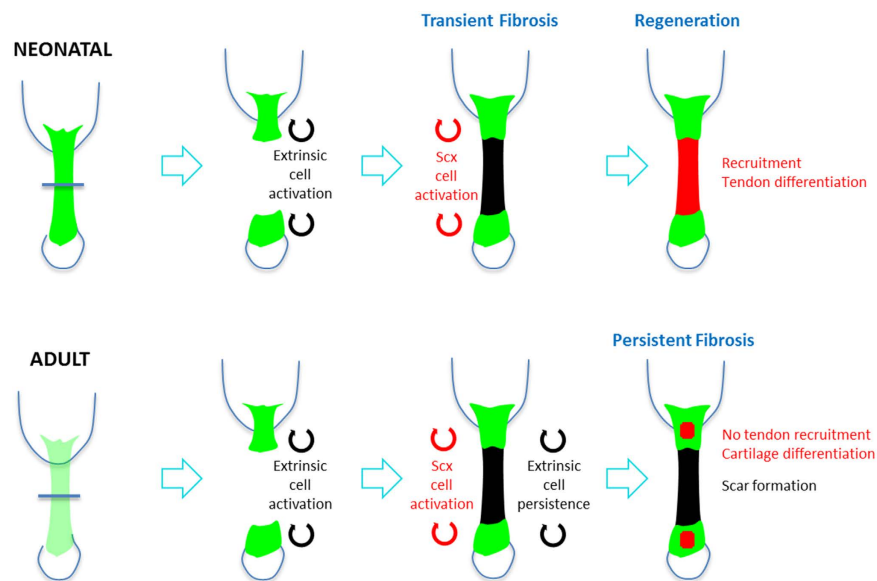 Transient Fibrosis
Regeneration
NEONATAL
Extrinsic
cell
activation
Scx
cell
activation
Recruitment
Tendon differentiation
Persistent Fibrosis
ADULT
Extrinsic
cell
activation
Scx
cell
activation
Extrinsic
cell
persistence
No tendon recruitment
Cartilage differentiation
Scar formation